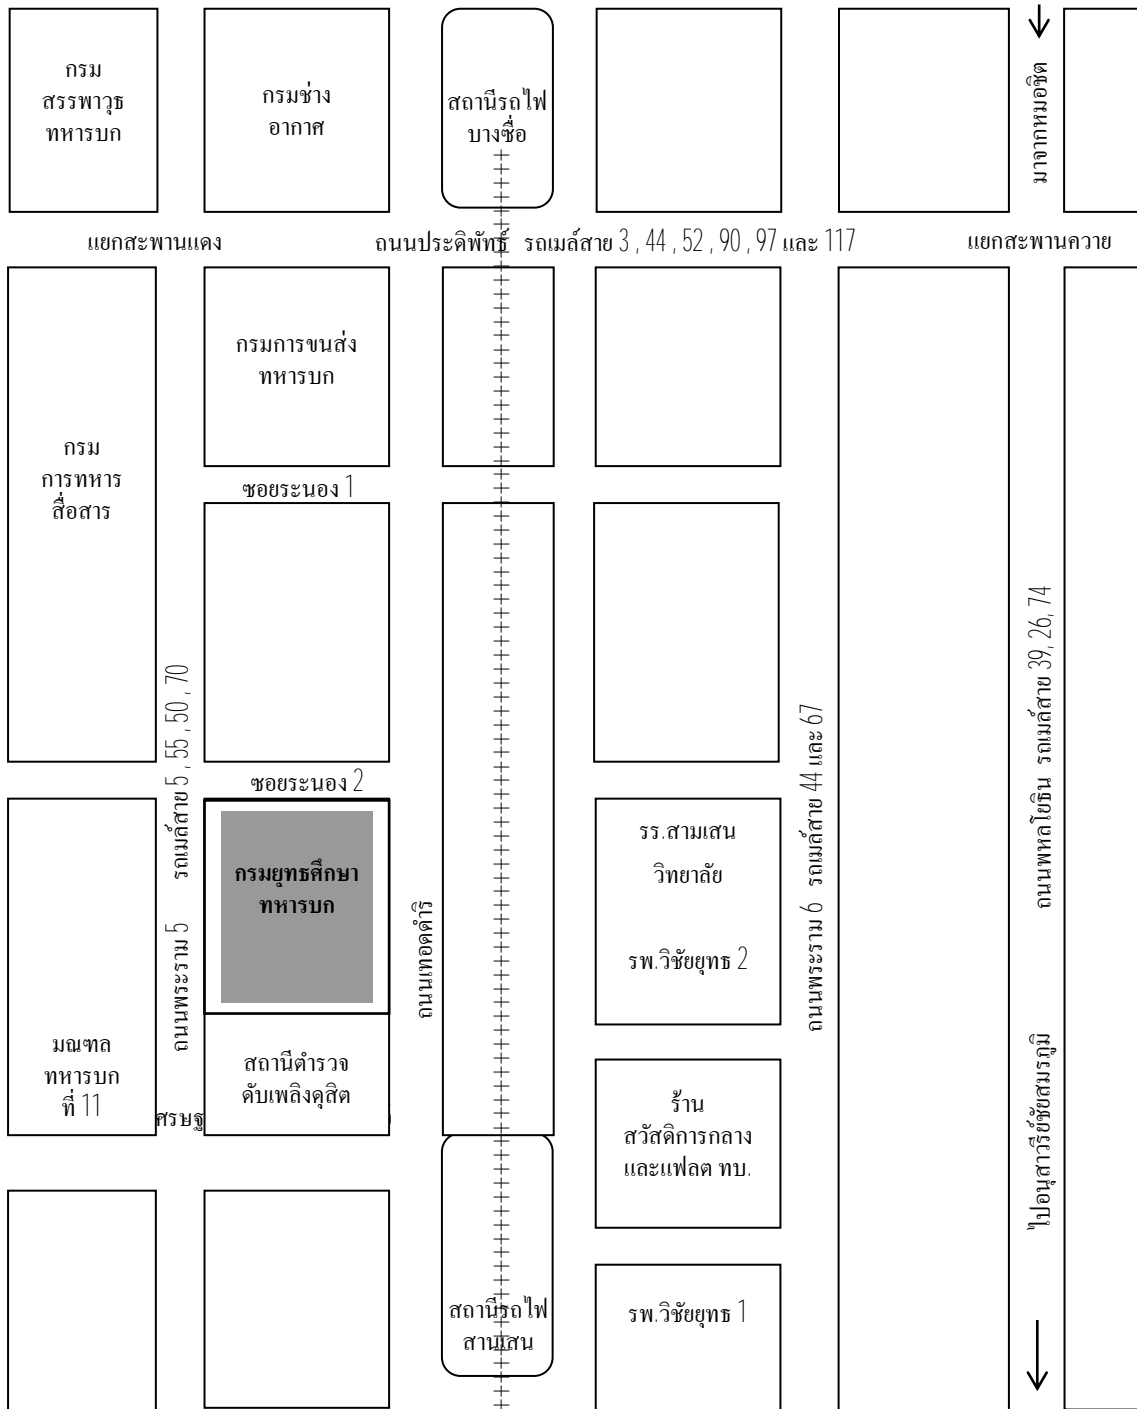 กรม
สรรพาวุธ
ทหารบก
กรมช่าง
อากาศ
สถานีรถไฟ
บางซื่อ
มาจากหมอชิต
แยกสะพานแดง
ถนนประดิพัทธ์ รถเมล์สาย 3 , 44 , 52 , 90 , 97 และ 117
แยกสะพานควาย
กรมการขนส่ง
ทหารบก
กรม
การทหาร
สื่อสาร
ซอยระนอง 1
ซอยระนอง 2
ถนนพระราม 5 รถเมล์สาย 5 , 55 , 50 , 70
กรมยุทธศึกษา
ทหารบก
ถนนเทอดดำริ
รร.สามเสน
วิทยาลัย
รพ.วิชัยยุทธ 2
ถนนพระราม 6 รถเมล์สาย 44 และ 67
ถนนพหลโยธิน รถเมล์สาย 39, 26, 74
มณฑล
ทหารบก
ที่ 11
สถานีตำรวจ
ดับเพลิงดุสิต
เศรษฐ
ร้าน
สวัสดิการกลาง
และแฟลต ทบ.
ไปอนุสาวรีย์ชัยสมรภูมิ
สถานีรถไฟ
สามเสน
รพ.วิชัยยุทธ 1